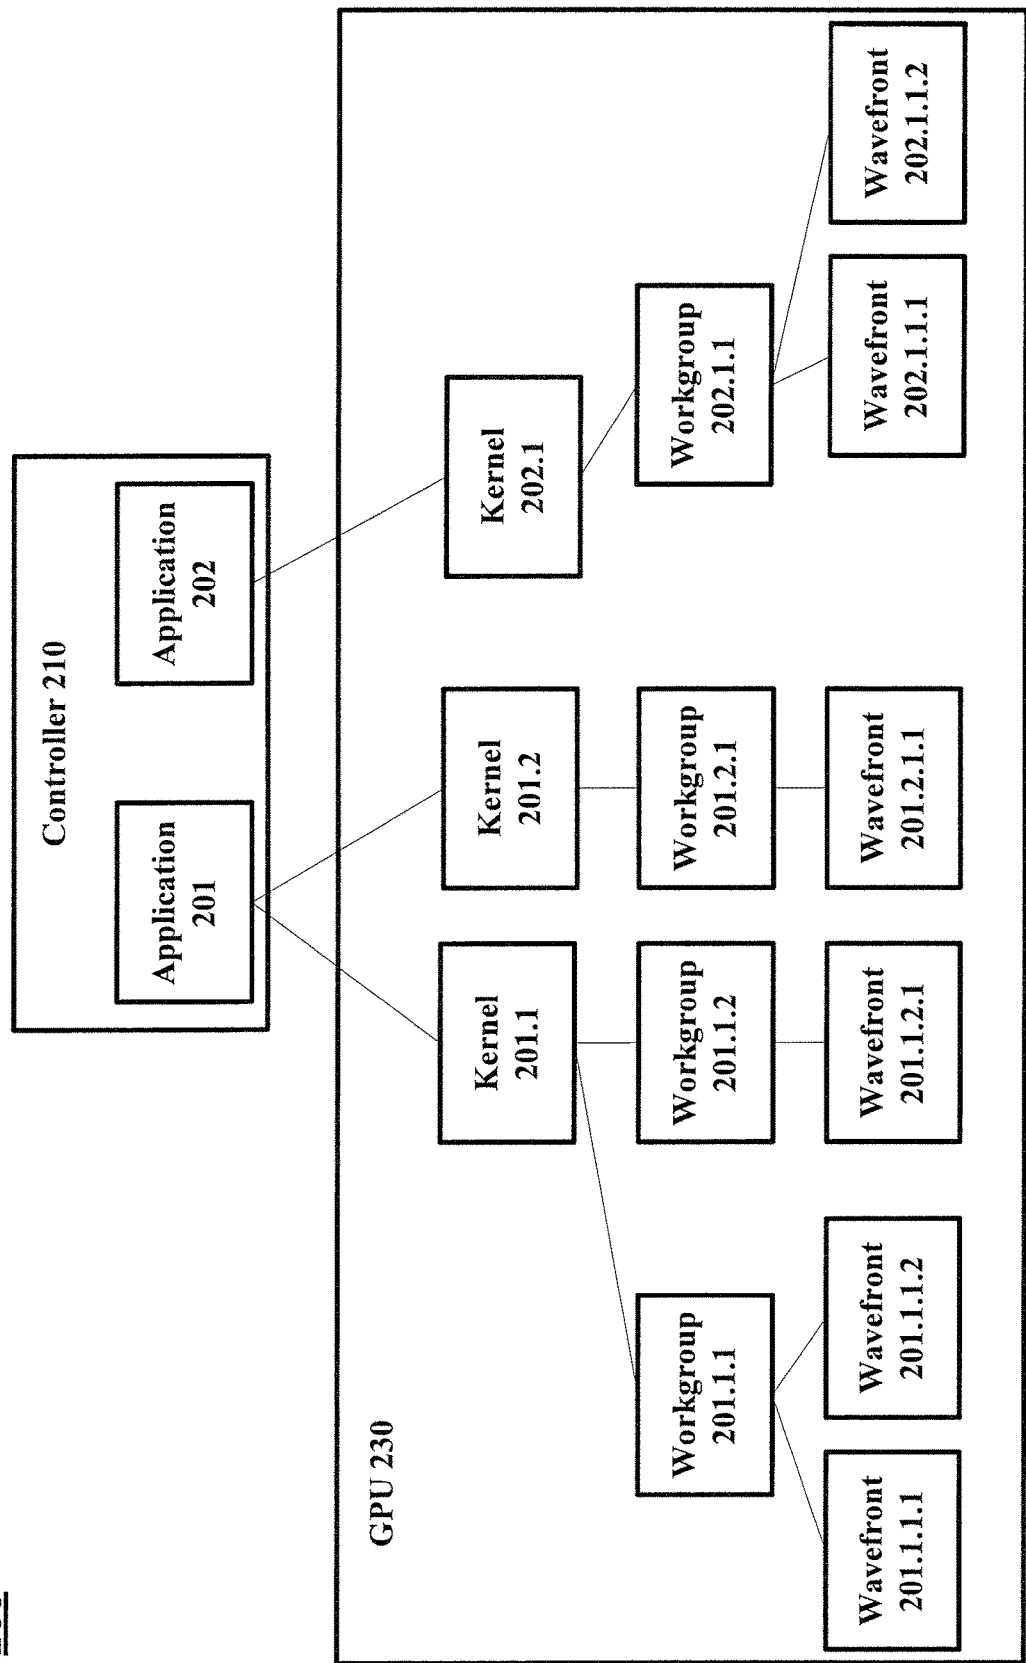 Controller 210
Application
201
Application
202
GPU 230
Kernel
201.1
Kernel
201.2
Kernel
202.1
Workgroup
201.1.1
Workgroup
201.1.2
Workgroup
201.2.1
Workgroup
202.1.1
Wavefront
201.1.1.1
Wavefront
201.1.1.2
Wavefront
201.1.2.1
Wavefront
201.2.1.1
Wavefront
202.1.1.1
Wavefront
202.1.1.2